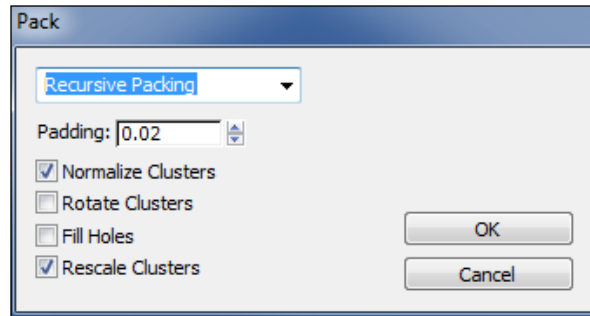 Pack
Recursive Packing
Padding: 0.02
Normalize Clusters
Rotate Clusters
Fill Holes
OK
Rescale Clusters
Cancel